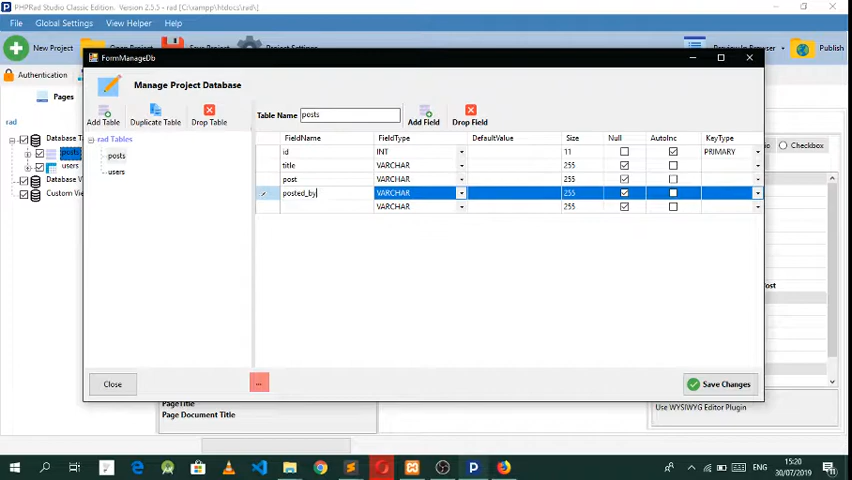 PHPRad Studio Classic Edition. Version 2.5.5 - rad [C:\xampp\htdocs\rad\]
File Global Settings View Helper Help
New Project Open Project Save Project Project Settings Preview In Browser Publish
Authentication
Pages
rad
Database T
posts
users
Database V
Custom Vie
FormManageDb
Manage Project Database
Add Table Duplicate Table Drop Table
Table Name posts Add Field Drop Field
rad Tables
posts
users
FieldName FieldType DefaultValue Size Null AutoInc KeyType
id INT 11 PRIMARY
title VARCHAR 255
post VARCHAR 255
posted_by VARCHAR 255
VARCHAR 255
Close ... Save Changes
Checkbox
Post
PageTitle
Page Document Title
Use WYSIWYG Editor Plugin
ENG 15:20
30/07/2019